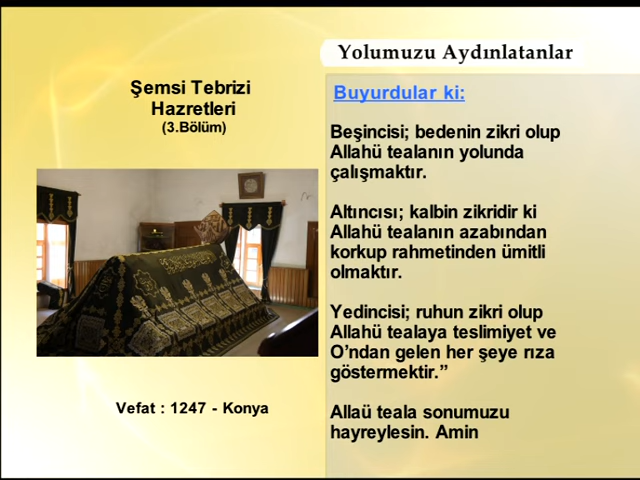 Yolumuzu Aydınlatanlar
Şemsi Tebrizi
Hazretleri
(3.Bölüm)
Vefat : 1247 - Konya
Buyurdular ki:
Beşincisi; bedenin zikri olup
Allahü tealanın yolunda
çalışmaktır.
Altıncısı; kalbin zikridir ki
Allahü tealanın azabından
korkup rahmetinden ümitli
olmaktır.
Yedincisi; ruhun zikri olup
Allahü tealaya teslimiyet ve
O’ndan gelen her şeye rıza
göstermektir.”
Allaü teala sonumuzu
hayreylesin. Amin